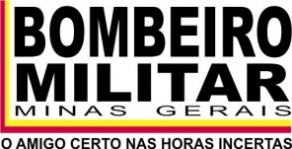 BOMBEIRO
MILITAR
MINAS GERAIS
O AMIGO CERTO NAS HORAS INCERTAS